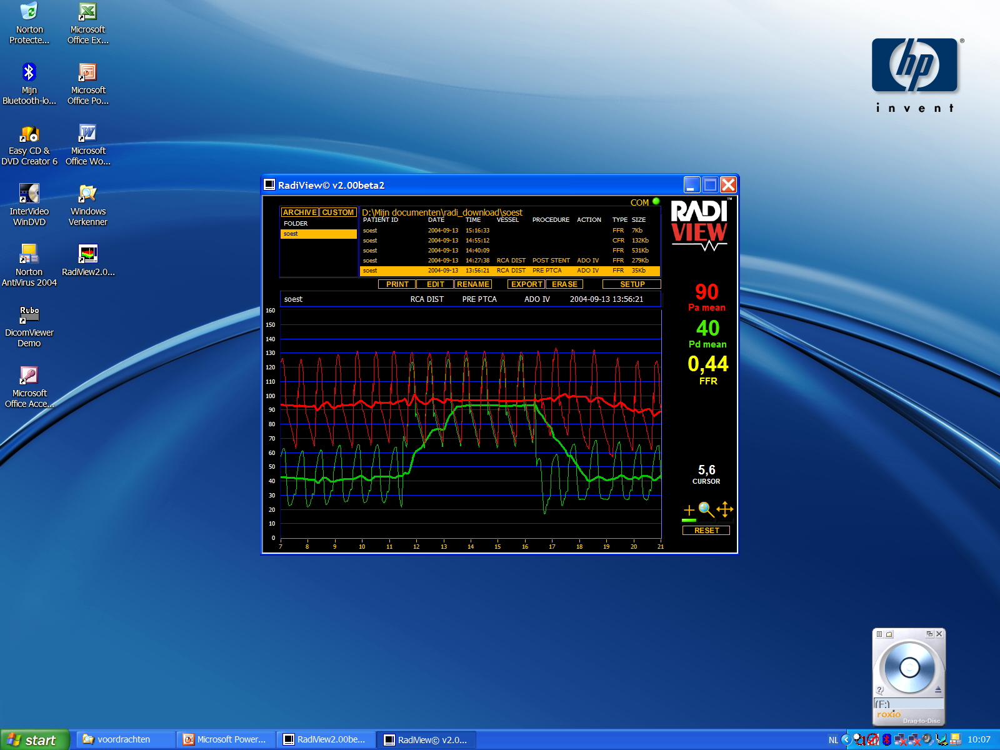 Norton
Protecte...
Microsoft
Office Ex...
Mijn
Bluetooth-lo...
Microsoft
Office Po...
Easy CD &
DVD Creator 6
Microsoft
Office Wo...
InterVideo
WinDVD
Windows
Verkenner
Norton
AntiVirus 2004
RadiView2.0...
Rubo
DicomViewer
Demo
Microsoft
Office Acce...
hp ®
invent
RadiView© v2.00beta2
COM
ARCHIVE CUSTOM
FOLDER
soest
D:\Mijn documenten\radi_download\soest
PATIENT ID DATE TIME VESSEL PROCEDURE ACTION TYPE SIZE
soest 2004-09-13 15:16:33 FFR 7Kb
soest 2004-09-13 14:55:12 CFR 132Kb
soest 2004-09-13 14:40:09 FFR 531Kb
soest 2004-09-13 14:27:38 RCA DIST POST STENT ADO IV FFR 279Kb
soest 2004-09-13 13:56:21 RCA DIST PRE PTCA ADO IV FFR 35Kb
PRINT EDIT RENAME EXPORT ERASE SETUP
soest RCA DIST PRE PTCA ADO IV 2004-09-13 13:56:21
160
150
140
130
120
110
100
90
80
70
60
50
40
30
20
10
0
7 8 9 10 11 12 13 14 15 16 17 18 19 20 21
RADI ™
VIEW
90
Pa mean
40
Pd mean
0,44
FFR
5,6
CURSOR
RESET
?
(F:)
roxio
Drag-to-Disc
start
voordrachten
Microsoft Power...
RadiView2.00be...
RadiView© v2.0...
NL
10:07